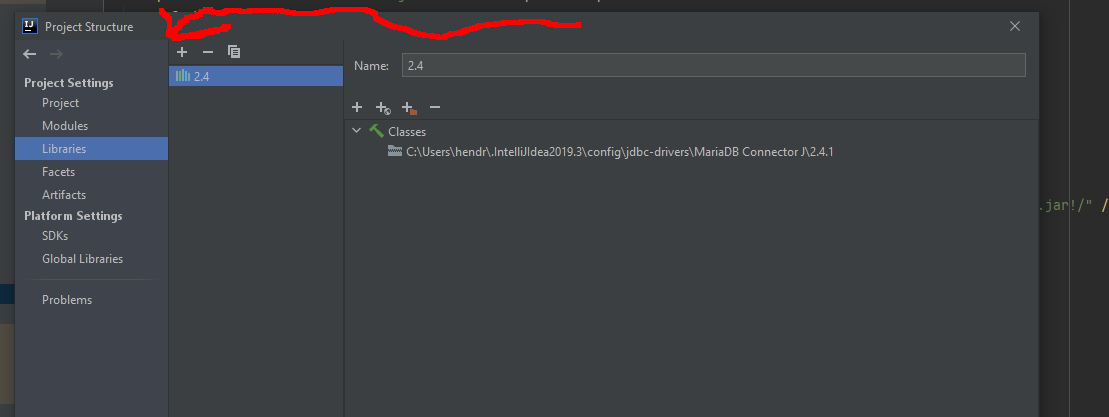 IJ
Project Structure
Project Settings
Project
Modules
Libraries
Facets
Artifacts
Platform Settings
SDKs
Global Libraries
Problems
2.4
Name:
2.4
Classes
C:\Users\hendr\.IntelliJIdea2019.3\config\jdbc-drivers\MariaDB Connector J\2.4.1
.jar!/" /